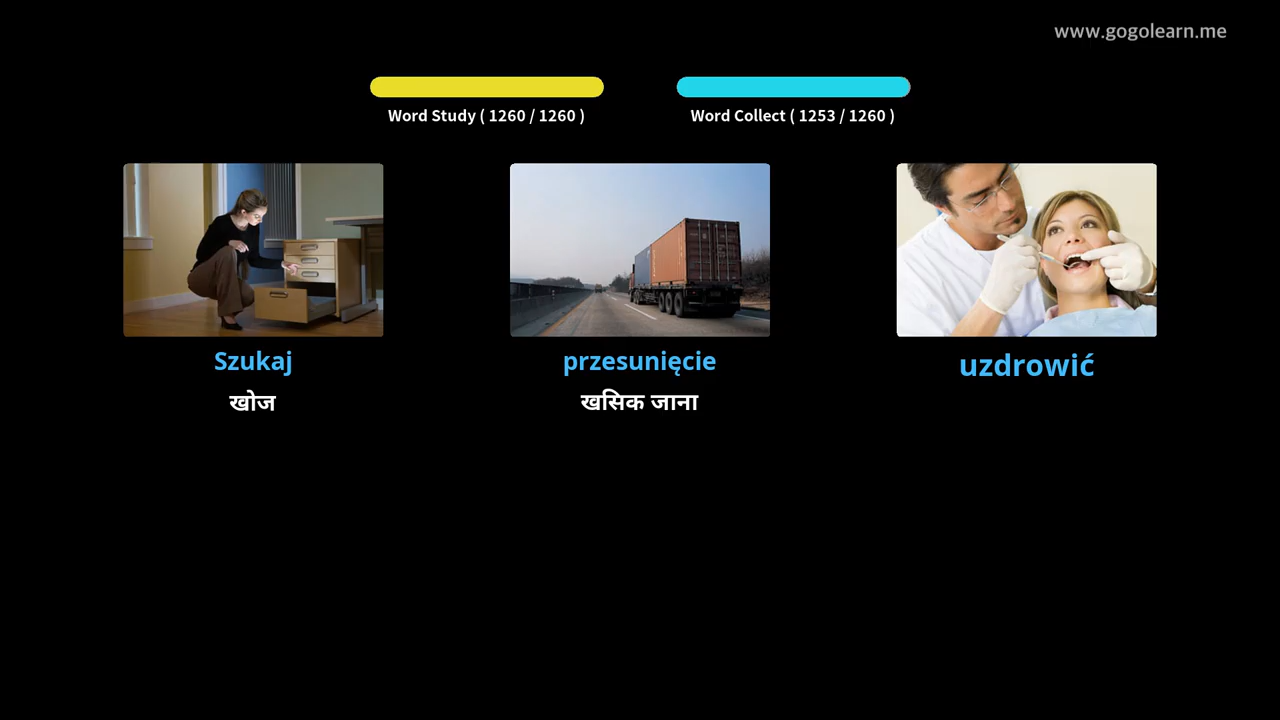 www.gogolearn.me
Word Study ( 1260 / 1260 )
Word Collect ( 1253 / 1260 )
Szukaj
przesunięcie
uzdrowić
खोज
खसिक जाना